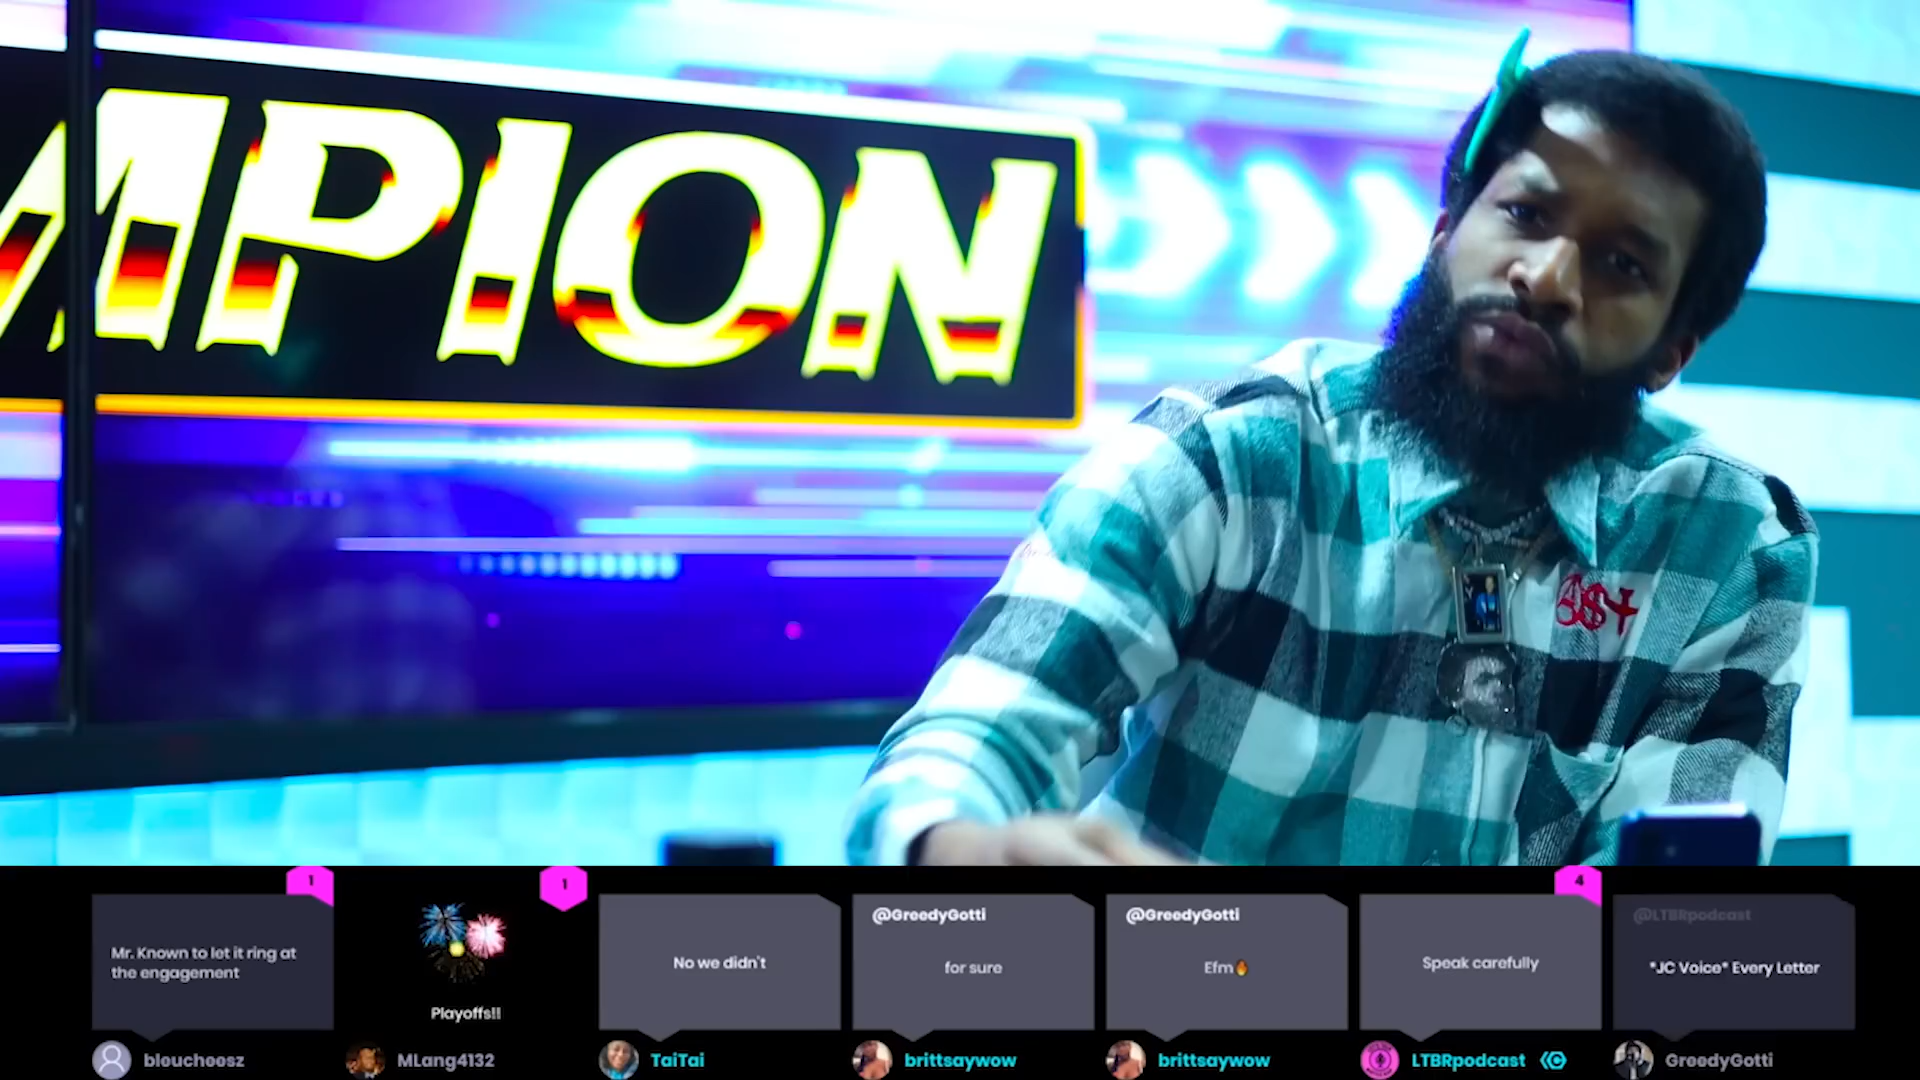 MPION
1
1
4
Mr. Known to let it ring at
the engagement
Playoffs!!
No we didn't
@GreedyGotti
for sure
@GreedyGotti
Efm🔥
Speak carefully
@LTBRpodcast
*JC Voice* Every Letter
bleucheesz
MLang4132
TaiTai
brittsaywow
brittsaywow
LTBRpodcast
GreedyGotti